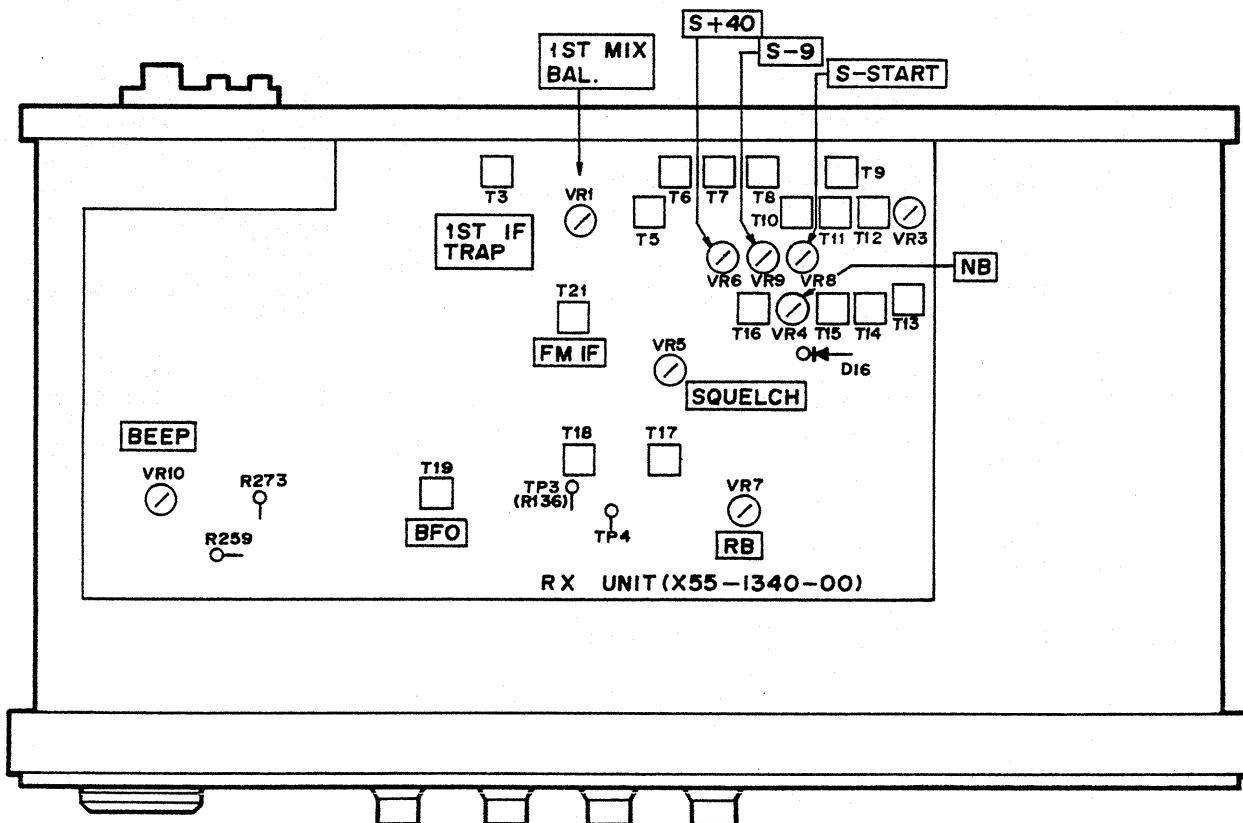 S+40
1ST MIX
BAL.
S-9
S-START
T3
VR1
T6
T7
T8
T9
T5
T10
T11
T12
VR3
1ST IF
TRAP
VR6
VR9
VR8
NB
T21
T16
VR4
T15
T14
T13
FM IF
VR5
D16
SQUELCH
BEEP
T18
T17
VR10
R273
T19
TP3
(R136)
VR7
R259
BFO
TP4
RB
RX UNIT(X55-1340-00)